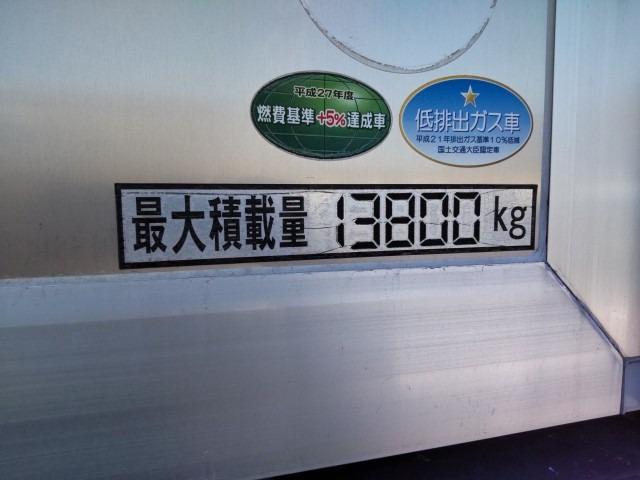 平成27年度
燃費基準+5%達成車
低排出ガス車
平成21年排出ガス基準10%低減
国土交通大臣認定車
最大積載量 13800 kg